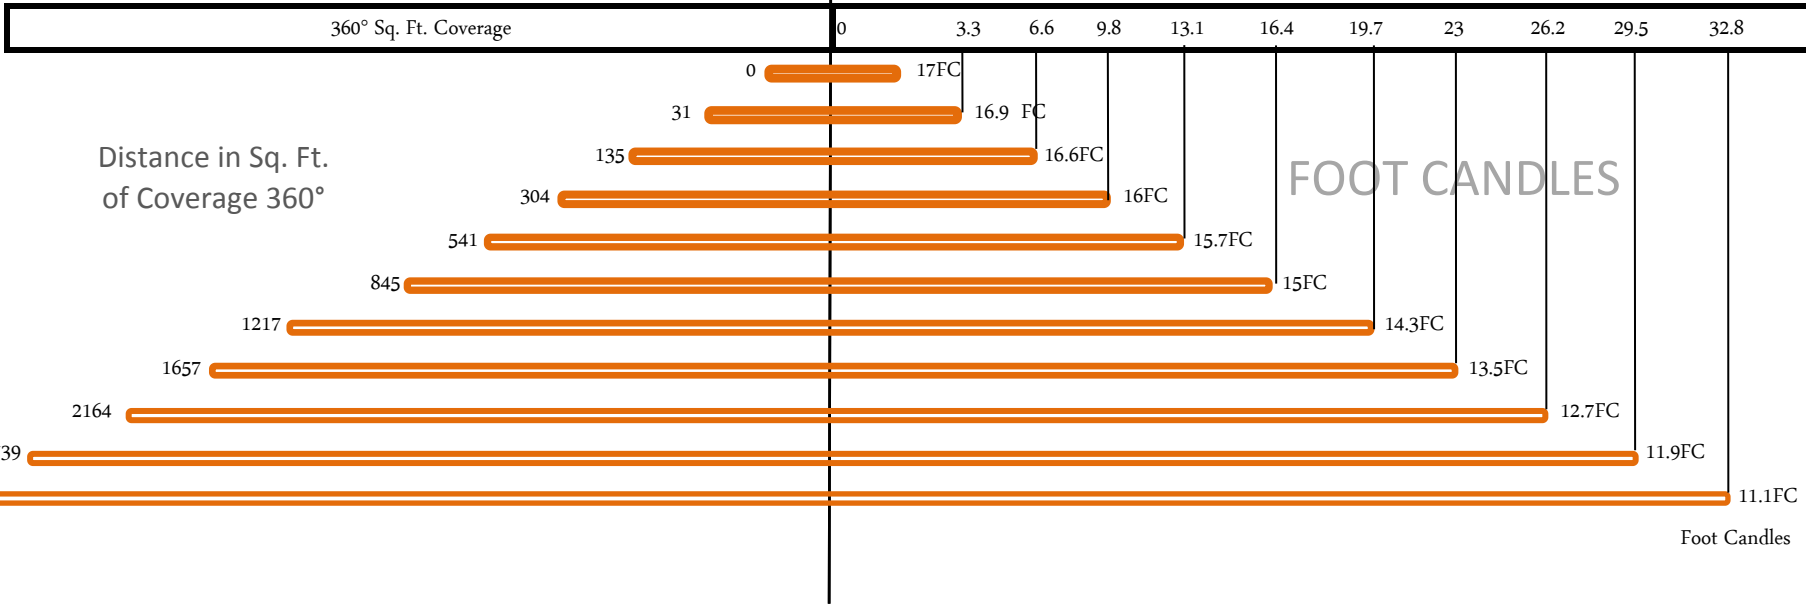 360° Sq. Ft. Coverage 0 3.3 6.6 9.8 13.1 16.4 19.7 23 26.2 29.5 32.8
0 17FC
31 16.9 FC
Distance in Sq. Ft.
of Coverage 360°
135 16.6FC
FOOT CANDLES
304 16FC
541 15.7FC
845 15FC
1217 14.3FC
1657 13.5FC
2164 12.7FC
39 11.9FC
11.1FC
Foot Candles